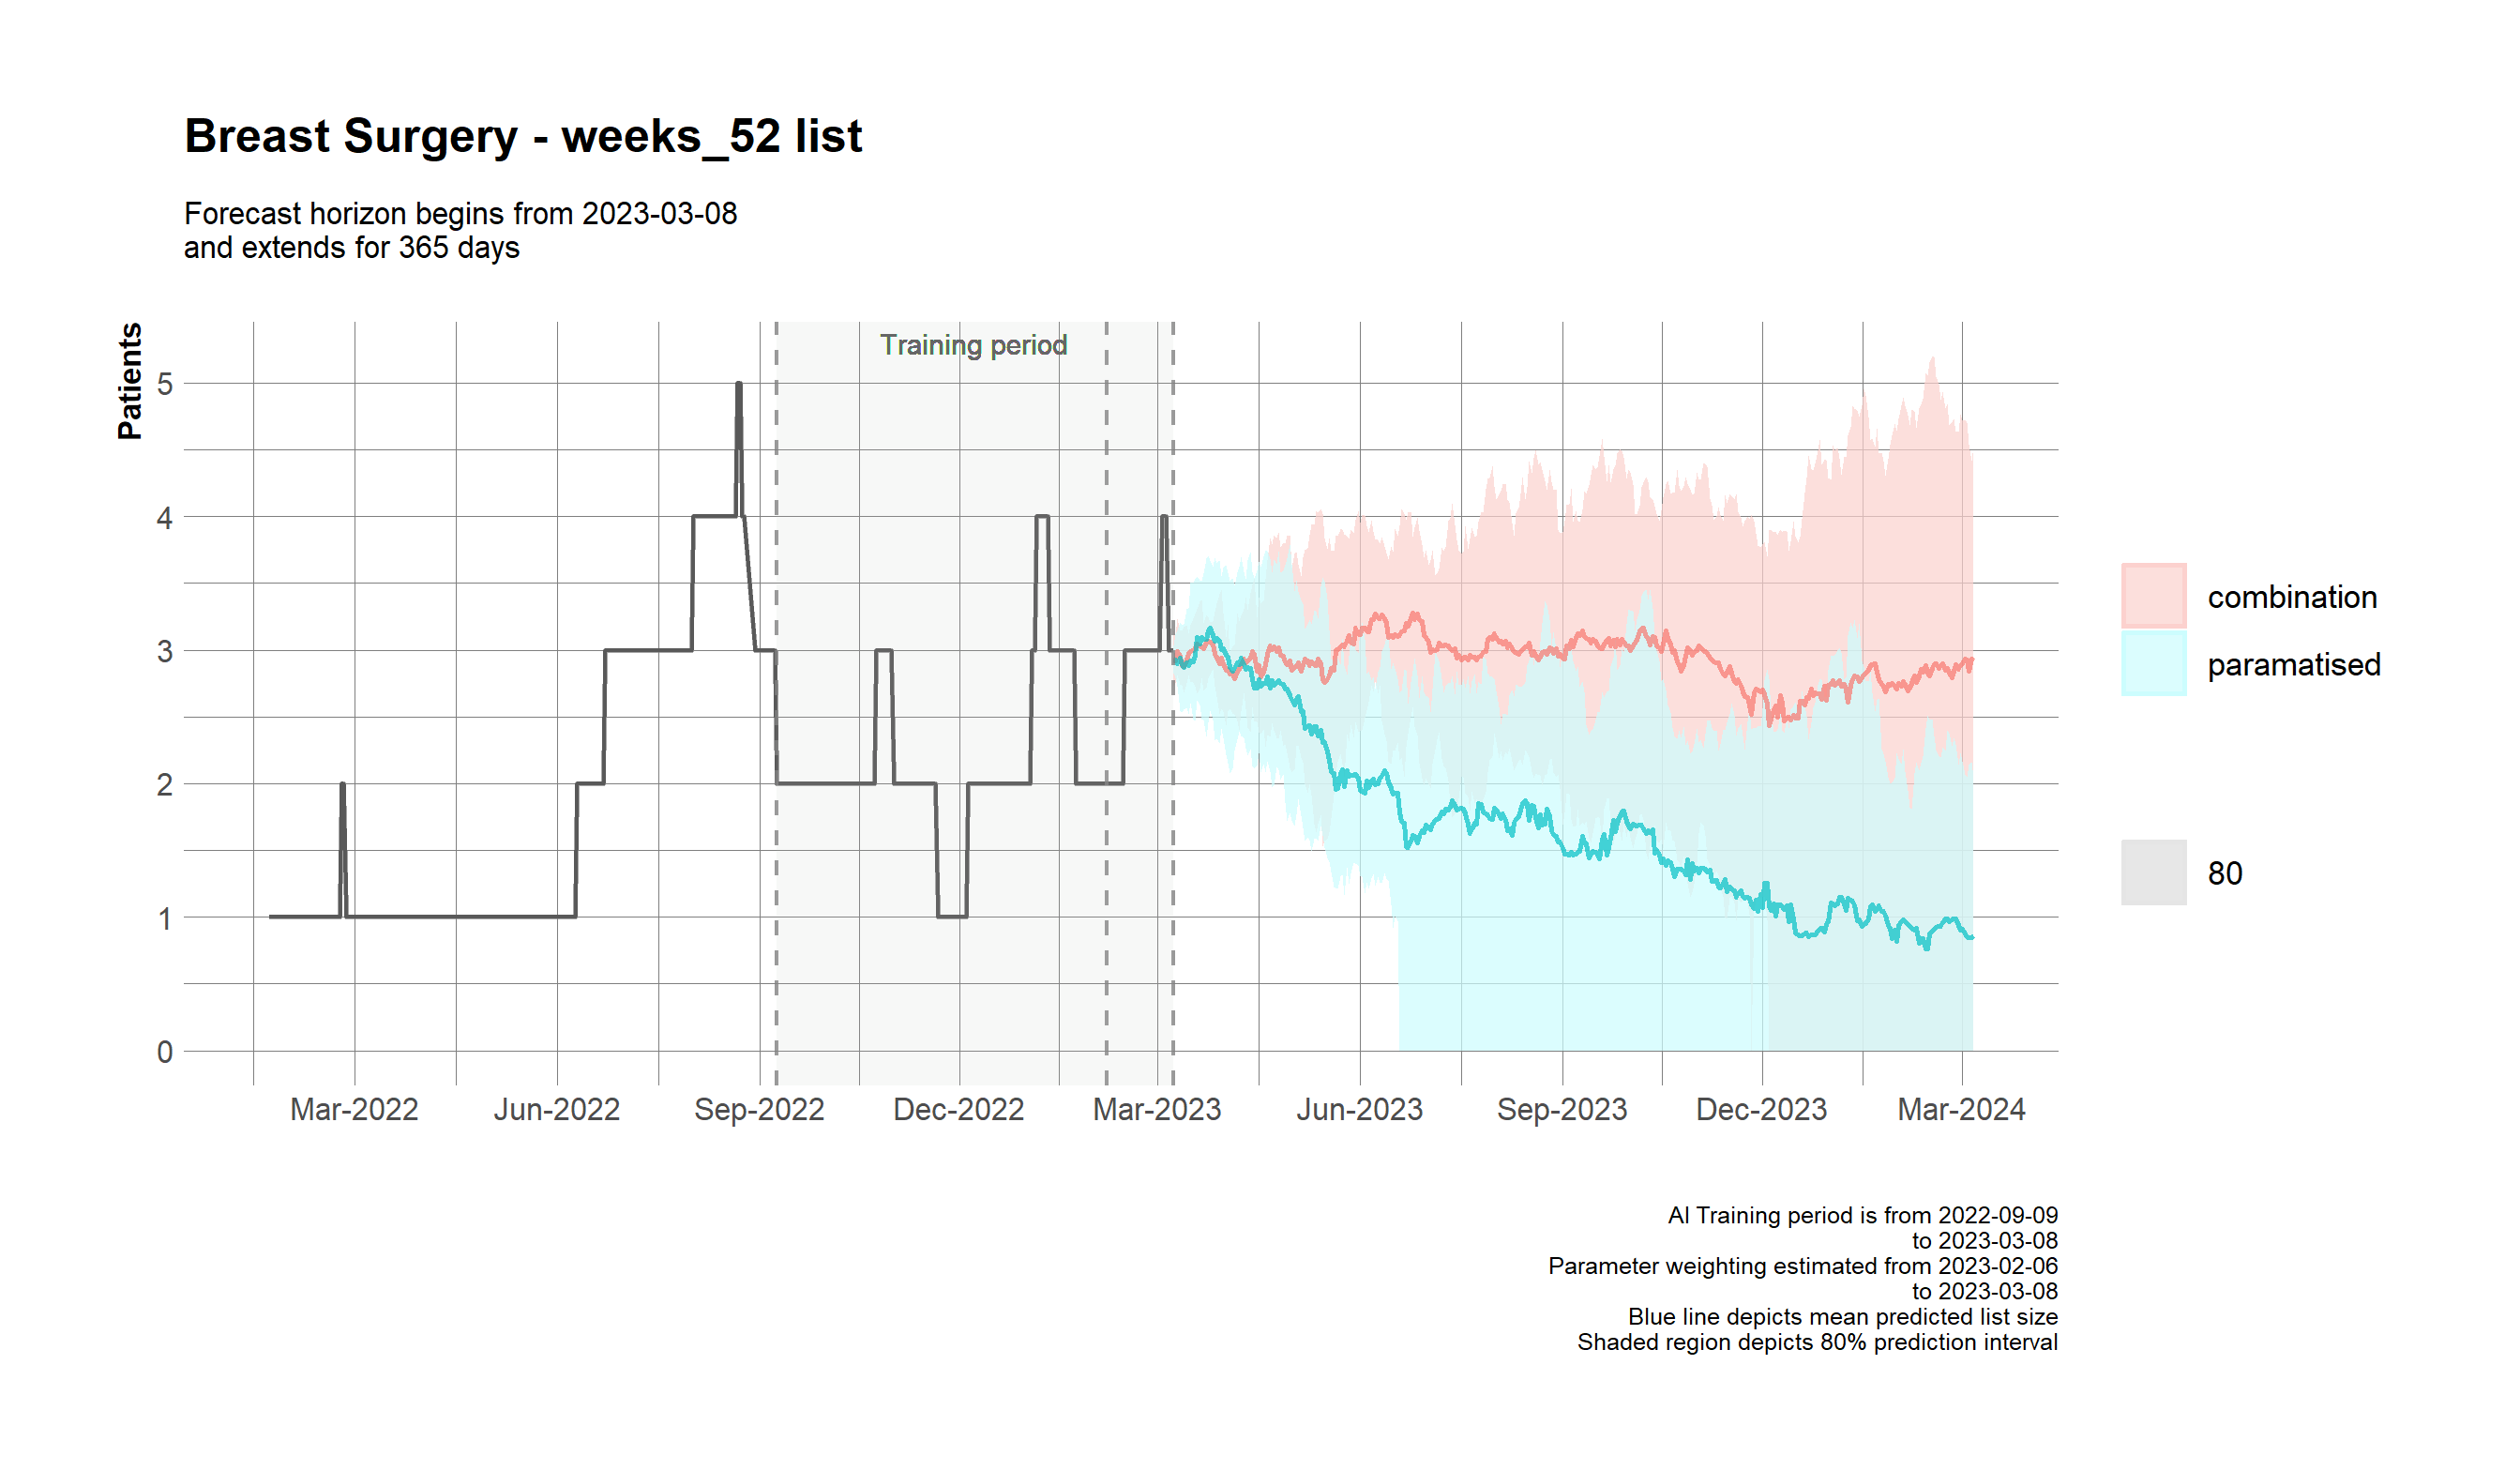 Breast Surgery - weeks_52 list
Forecast horizon begins from 2023-03-08
and extends for 365 days
Patients
Training period
5
4
3
2
1
0
Mar-2022
Jun-2022
Sep-2022
Dec-2022
Mar-2023
Jun-2023
Sep-2023
Dec-2023
Mar-2024
combination
paramatised
80
AI Training period is from 2022-09-09
to 2023-03-08
Parameter weighting estimated from 2023-02-06
to 2023-03-08
Blue line depicts mean predicted list size
Shaded region depicts 80% prediction interval